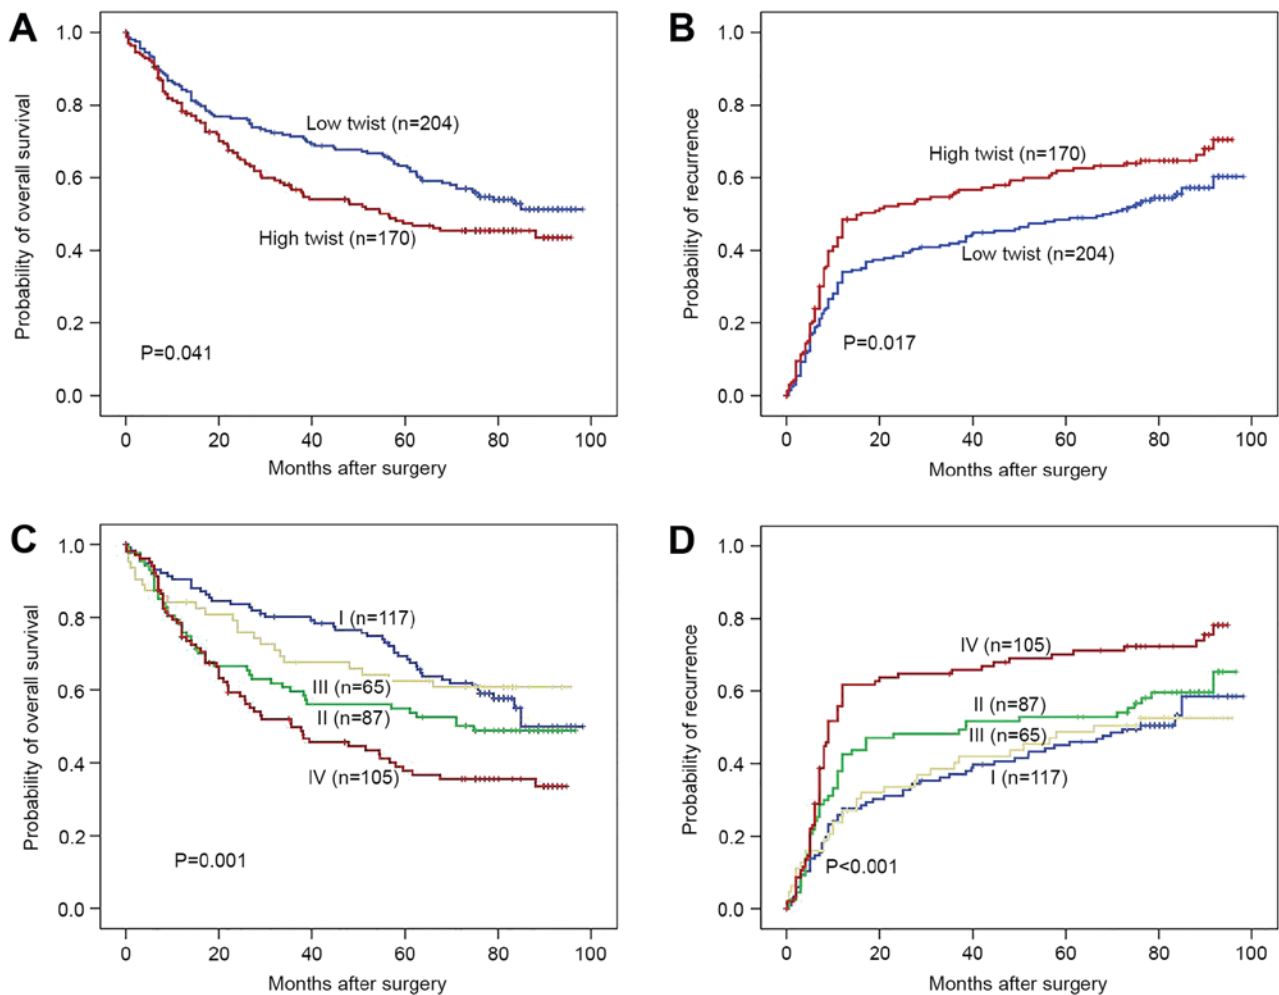 A
Probability of overall survival
1.0
0.8
0.6
0.4
0.2
0.0
Low twist (n=204)
High twist (n=170)
P=0.041
0 20 40 60 80 100
Months after surgery
B
Probability of recurrence
1.0
0.8
0.6
0.4
0.2
0.0
High twist (n=170)
Low twist (n=204)
P=0.017
0 20 40 60 80 100
Months after surgery
C
Probability of overall survival
1.0
0.8
0.6
0.4
0.2
0.0
I (n=117)
III (n=65)
II (n=87)
IV (n=105)
P=0.001
0 20 40 60 80 100
Months after surgery
D
Probability of recurrence
1.0
0.8
0.6
0.4
0.2
0.0
IV (n=105)
II (n=87)
III (n=65)
I (n=117)
P<0.001
0 20 40 60 80 100
Months after surgery